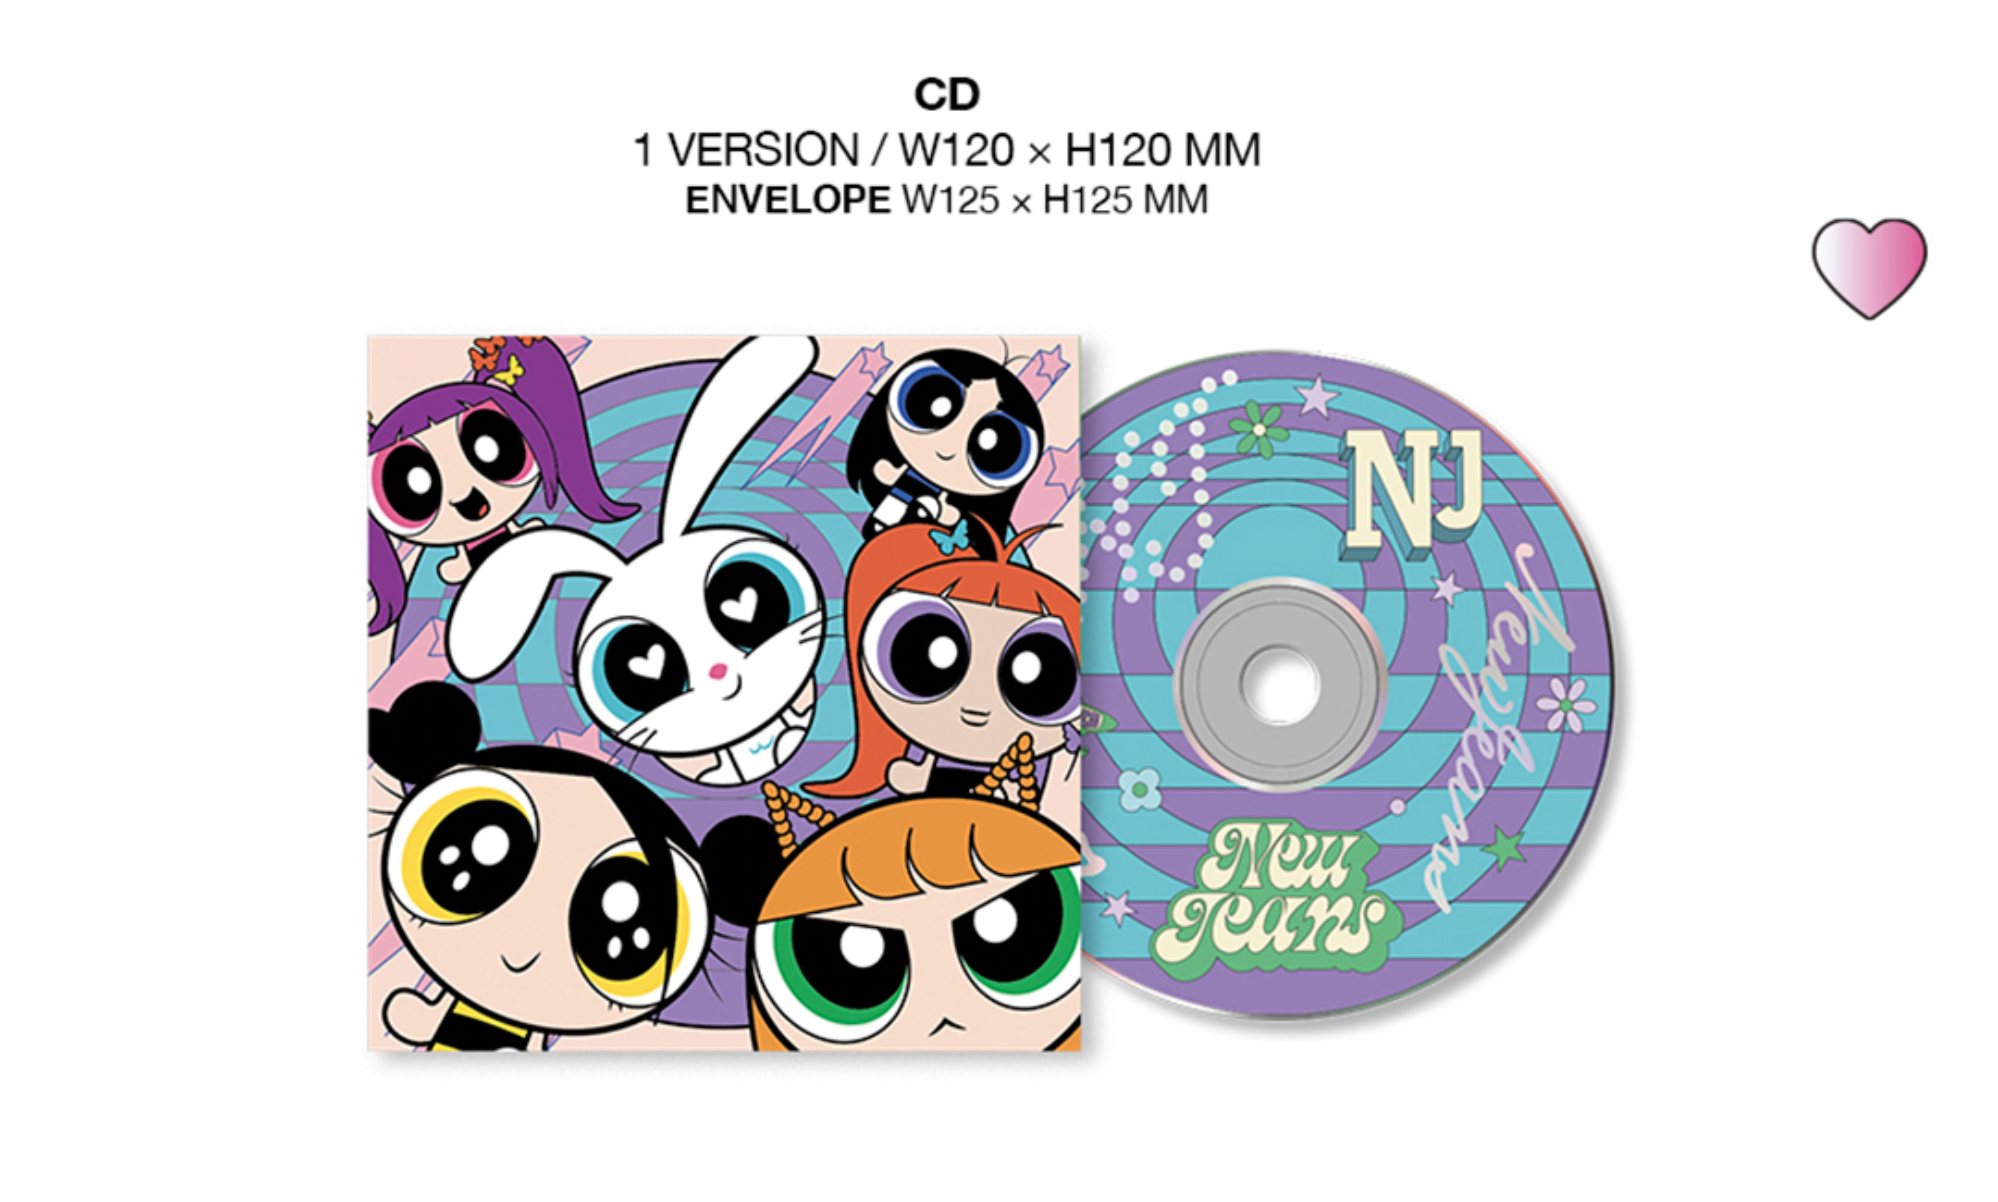 CD
1 VERSION / W120 × H120 MM
ENVELOPE W125 × H125 MM
NJ
NewJeans
New
Jeans